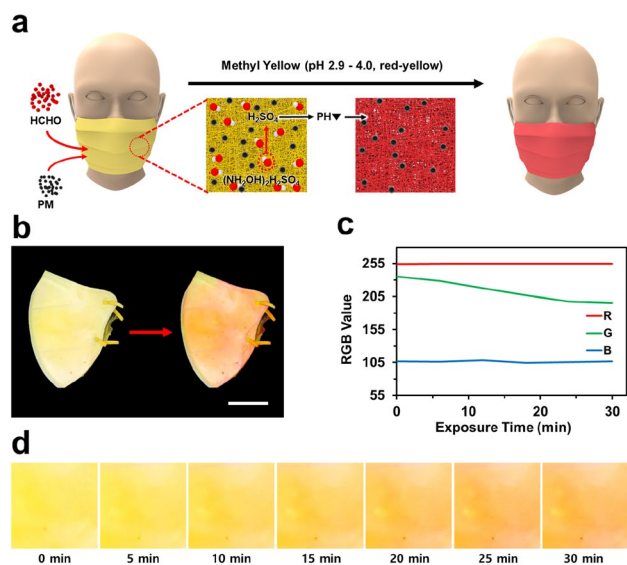 a
Methyl Yellow (pH 2.9 - 4.0, red-yellow)
HCHO
PM
H₂SO₄
PH▼
(NH₂OH)₂H₂SO₄
b
c
RGB Value
255
205
155
105
55
R
G
B
0
10
20
30
Exposure Time (min)
d
0 min
5 min
10 min
15 min
20 min
25 min
30 min